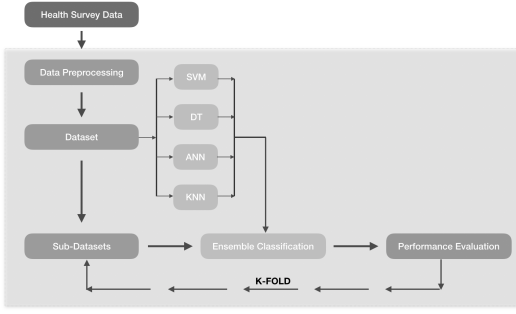 Health Survey Data
Data Preprocessing
SVM
DT
Dataset
ANN
KNN
Sub-Datasets
Ensemble Classification
Performance Evaluation
K-FOLD